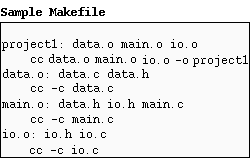 Sample Makefile
project1: data.o main.o io.o
cc data.o main.o io.o -o project1
data.o: data.c data.h
cc -c data.c
main.o: data.h io.h main.c
cc -c main.c
io.o: io.h io.c
cc -c io.c